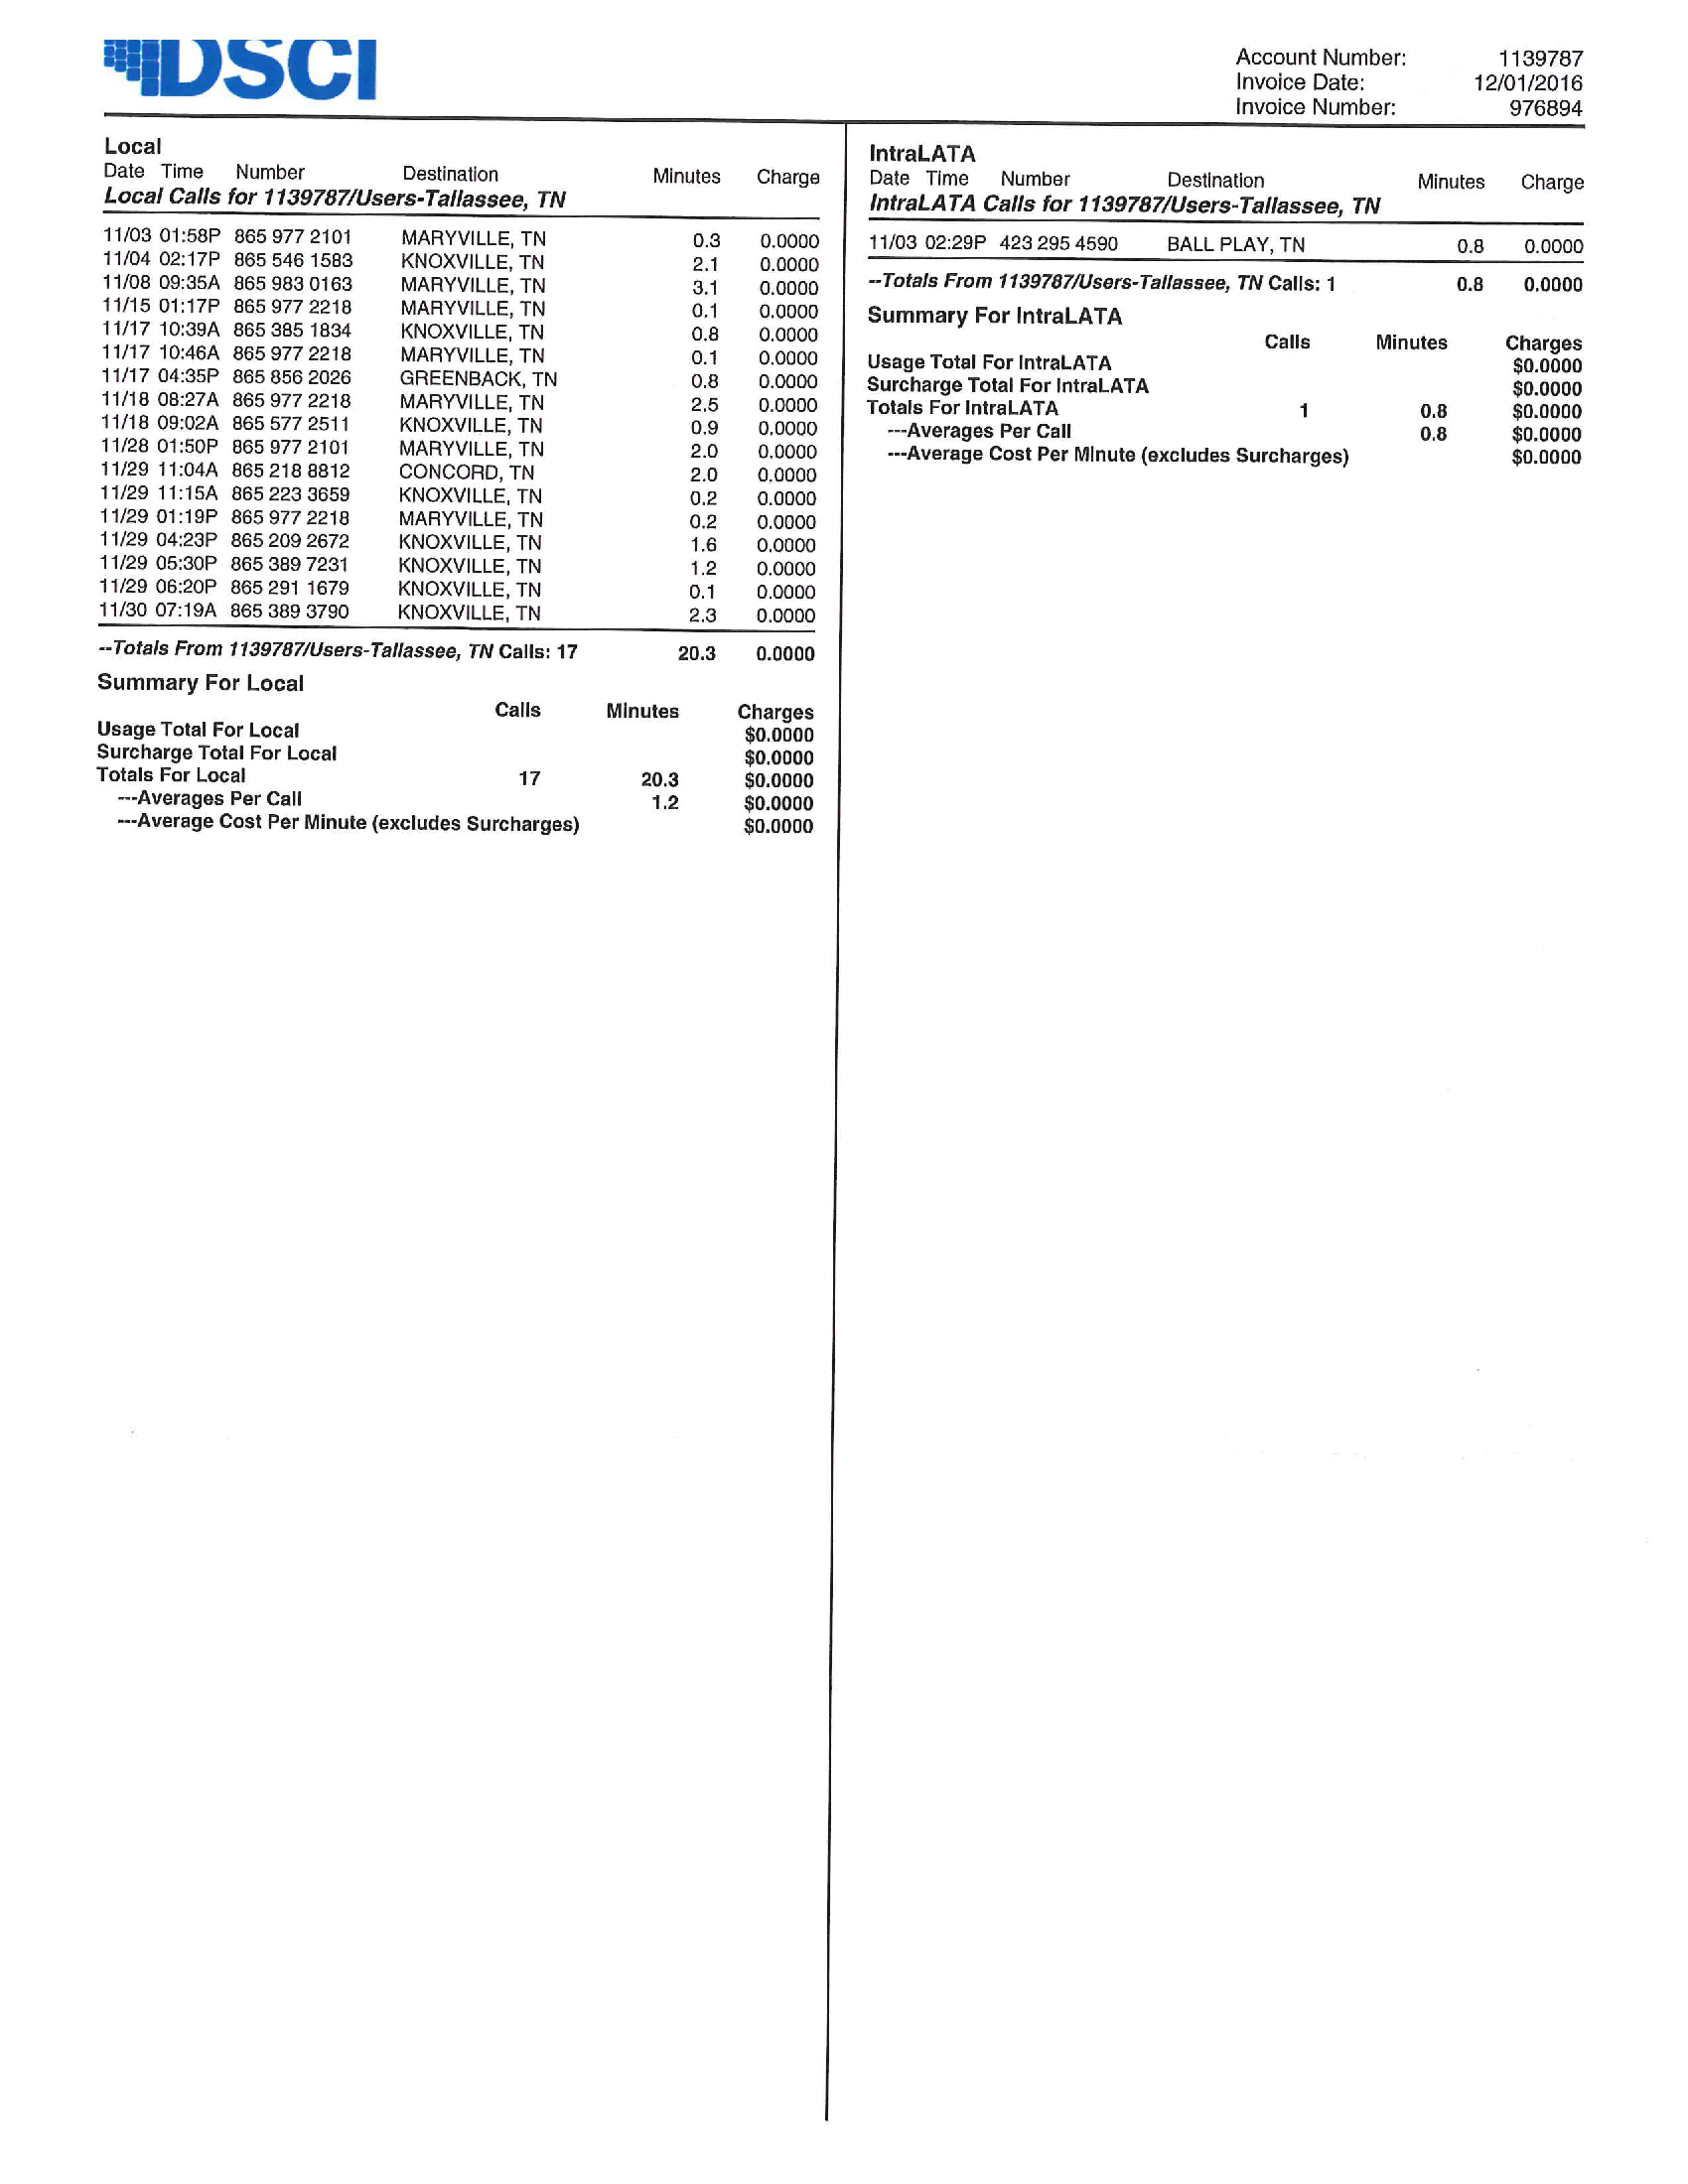 DSCI
Account Number: 1139787
Invoice Date: 12/01/2016
Invoice Number: 976894
Local
Date Time Number Destination Minutes Charge
Local Calls for 1139787/Users-Tallassee, TN
11/03 01:58P 865 977 2101 MARYVILLE, TN 0.3 0.0000
11/04 02:17P 865 546 1583 KNOXVILLE, TN 2.1 0.0000
11/08 09:35A 865 983 0163 MARYVILLE, TN 3.1 0.0000
11/15 01:17P 865 977 2218 MARYVILLE, TN 0.1 0.0000
11/17 10:39A 865 385 1834 KNOXVILLE, TN 0.8 0.0000
11/17 10:46A 865 977 2218 MARYVILLE, TN 0.1 0.0000
11/17 04:35P 865 856 2026 GREENBACK, TN 0.8 0.0000
11/18 08:27A 865 977 2218 MARYVILLE, TN 2.5 0.0000
11/18 09:02A 865 577 2511 KNOXVILLE, TN 0.9 0.0000
11/28 01:50P 865 977 2101 MARYVILLE, TN 2.0 0.0000
11/29 11:04A 865 218 8812 CONCORD, TN 2.0 0.0000
11/29 11:15A 865 223 3659 KNOXVILLE, TN 0.2 0.0000
11/29 01:19P 865 977 2218 MARYVILLE, TN 0.2 0.0000
11/29 04:23P 865 209 2672 KNOXVILLE, TN 1.6 0.0000
11/29 05:30P 865 389 7231 KNOXVILLE, TN 1.2 0.0000
11/29 06:20P 865 291 1679 KNOXVILLE, TN 0.1 0.0000
11/30 07:19A 865 389 3790 KNOXVILLE, TN 2.3 0.0000
--Totals From 1139787/Users-Tallassee, TN Calls: 17 20.3 0.0000
Summary For Local
Calls Minutes Charges
Usage Total For Local $0.0000
Surcharge Total For Local $0.0000
Totals For Local 17 20.3 $0.0000
---Averages Per Call 1.2 $0.0000
---Average Cost Per Minute (excludes Surcharges) $0.0000
IntraLATA
Date Time Number Destination Minutes Charge
IntraLATA Calls for 1139787/Users-Tallassee, TN
11/03 02:29P 423 295 4590 BALL PLAY, TN 0.8 0.0000
--Totals From 1139787/Users-Tallassee, TN Calls: 1 0.8 0.0000
Summary For IntraLATA
Calls Minutes Charges
Usage Total For IntraLATA $0.0000
Surcharge Total For IntraLATA $0.0000
Totals For IntraLATA 1 0.8 $0.0000
---Averages Per Call 0.8 $0.0000
---Average Cost Per Minute (excludes Surcharges) $0.0000